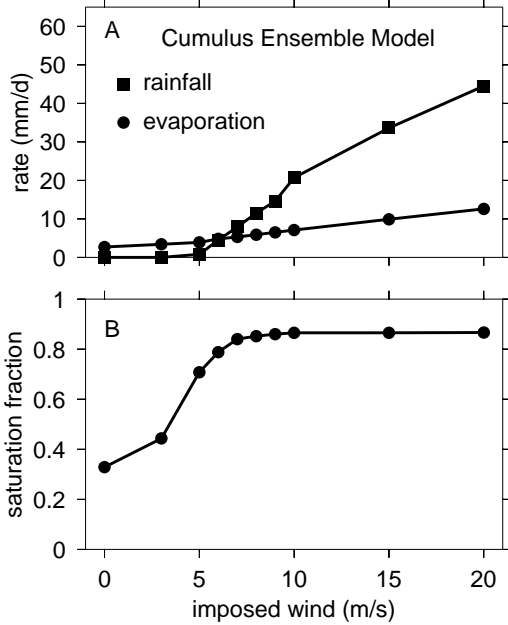 A
Cumulus Ensemble Model
rainfall
evaporation
rate (mm/d)
60
50
40
30
20
10
0
B
saturation fraction
1
0.8
0.6
0.4
0.2
0
0 5 10 15 20
imposed wind (m/s)